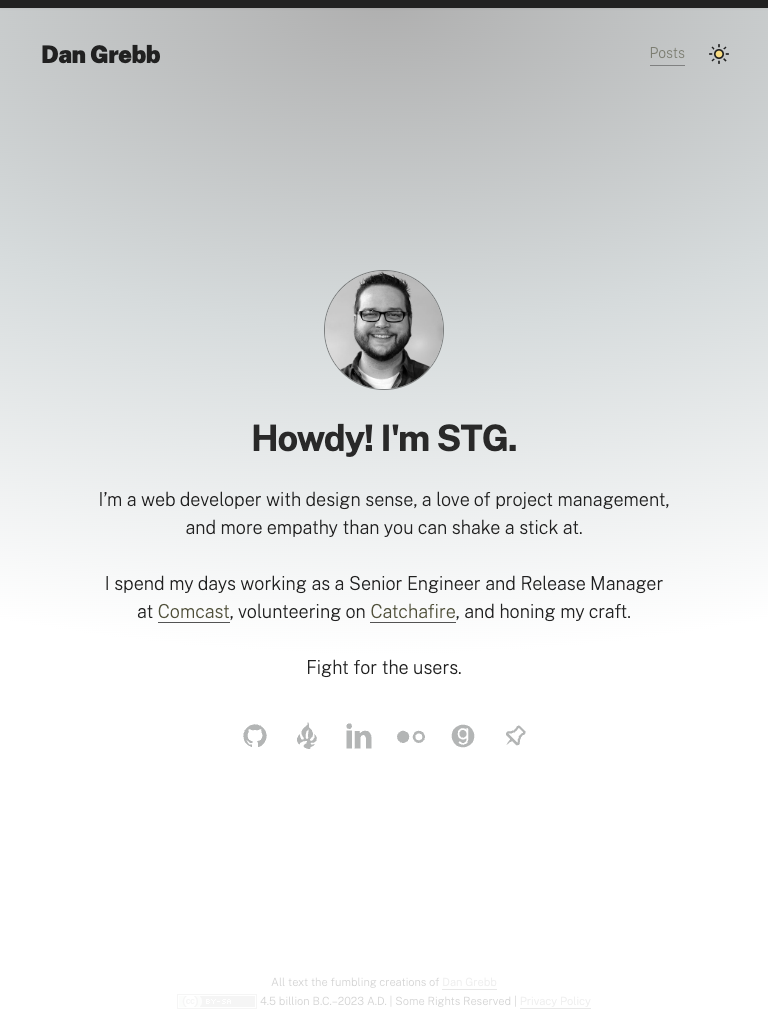 Dan Grebb
Posts
Howdy! I'm STG.
I’m a web developer with design sense, a love of project management,
and more empathy than you can shake a stick at.
I spend my days working as a Senior Engineer and Release Manager
at Comcast, volunteering on Catchafire, and honing my craft.
Fight for the users.
All text the fumbling creations of Dan Grebb
4.5 billion B.C.–2023 A.D. | Some Rights Reserved | Privacy Policy